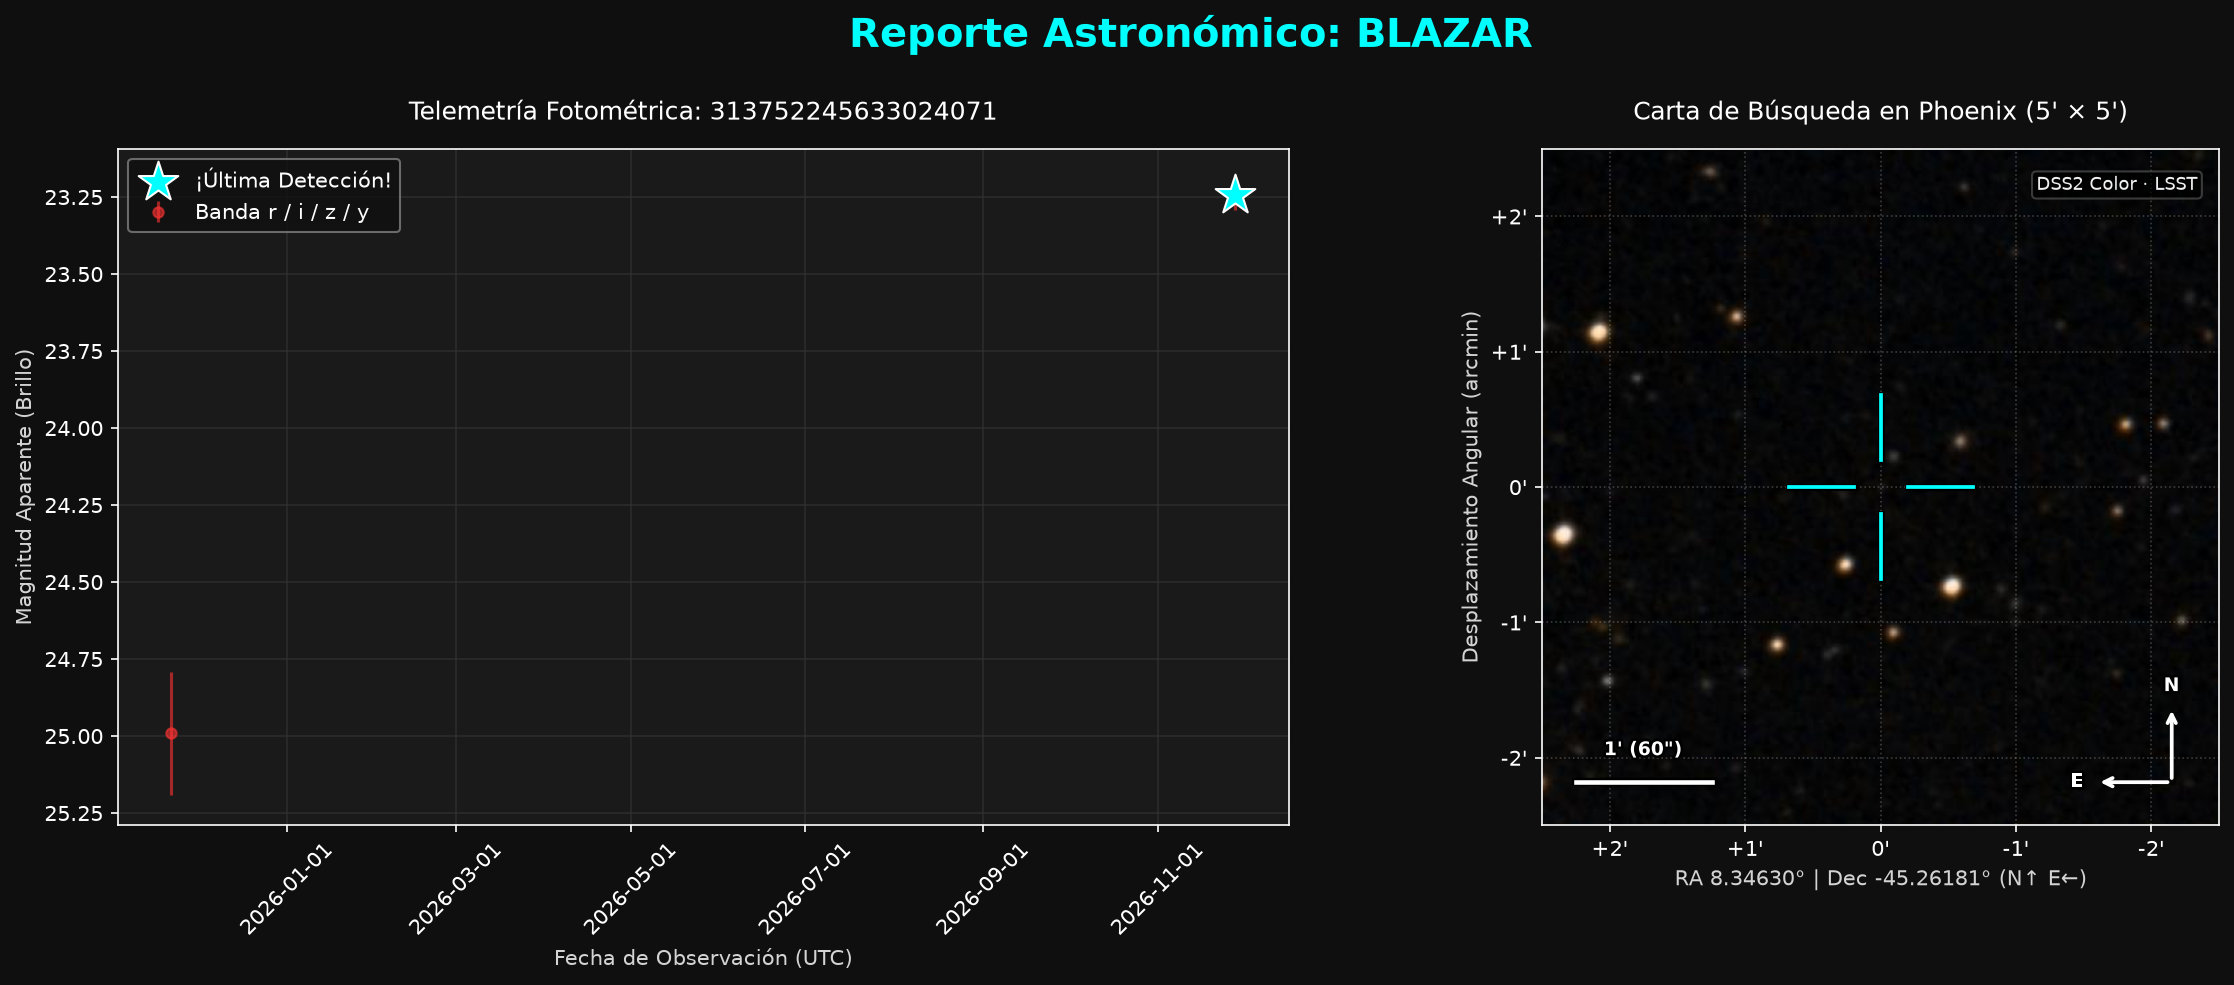 Reporte Astronómico: BLAZAR
Telemetría Fotométrica: 313752245633024071
¡Última Detección!
Banda r / i / z / y
Magnitud Aparente (Brillo)
23.25
23.50
23.75
24.00
24.25
24.50
24.75
25.00
25.25
2026-01-01
2026-03-01
2026-05-01
2026-07-01
2026-09-01
2026-11-01
Fecha de Observación (UTC)
Carta de Búsqueda en Phoenix (5' × 5')
DSS2 Color · LSST
Desplazamiento Angular (arcmin)
+2'
+1'
0'
-1'
-2'
N
E
1' (60")
+2'
+1'
0'
-1'
-2'
RA 8.34630° | Dec -45.26181° (N↑ E←)